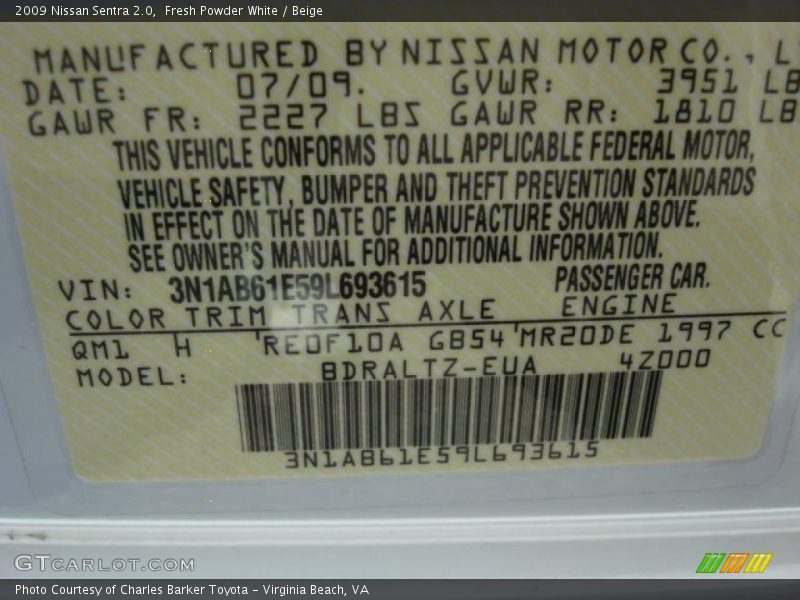 2009 Nissan Sentra 2.0, Fresh Powder White / Beige
MANUFACTURED BY NISSAN MOTOR CO., L
DATE: 07/09. GVWR: 3951 LB
GAWR FR: 2227 LBS GAWR RR: 1810 LB
THIS VEHICLE CONFORMS TO ALL APPLICABLE FEDERAL MOTOR,
VEHICLE SAFETY, BUMPER AND THEFT PREVENTION STANDARDS
IN EFFECT ON THE DATE OF MANUFACTURE SHOWN ABOVE.
SEE OWNER'S MANUAL FOR ADDITIONAL INFORMATION.
VIN: 3N1AB61E59L693615 PASSENGER CAR.
COLOR TRIM TRANS AXLE ENGINE
QM1 H RE0F10A GB54 MR20DE 1997 CC
MODEL: BDRALTZ-EUA 4Z000
3N1AB61E59L693615
GTCARLOT.COM
Photo Courtesy of Charles Barker Toyota - Virginia Beach, VA